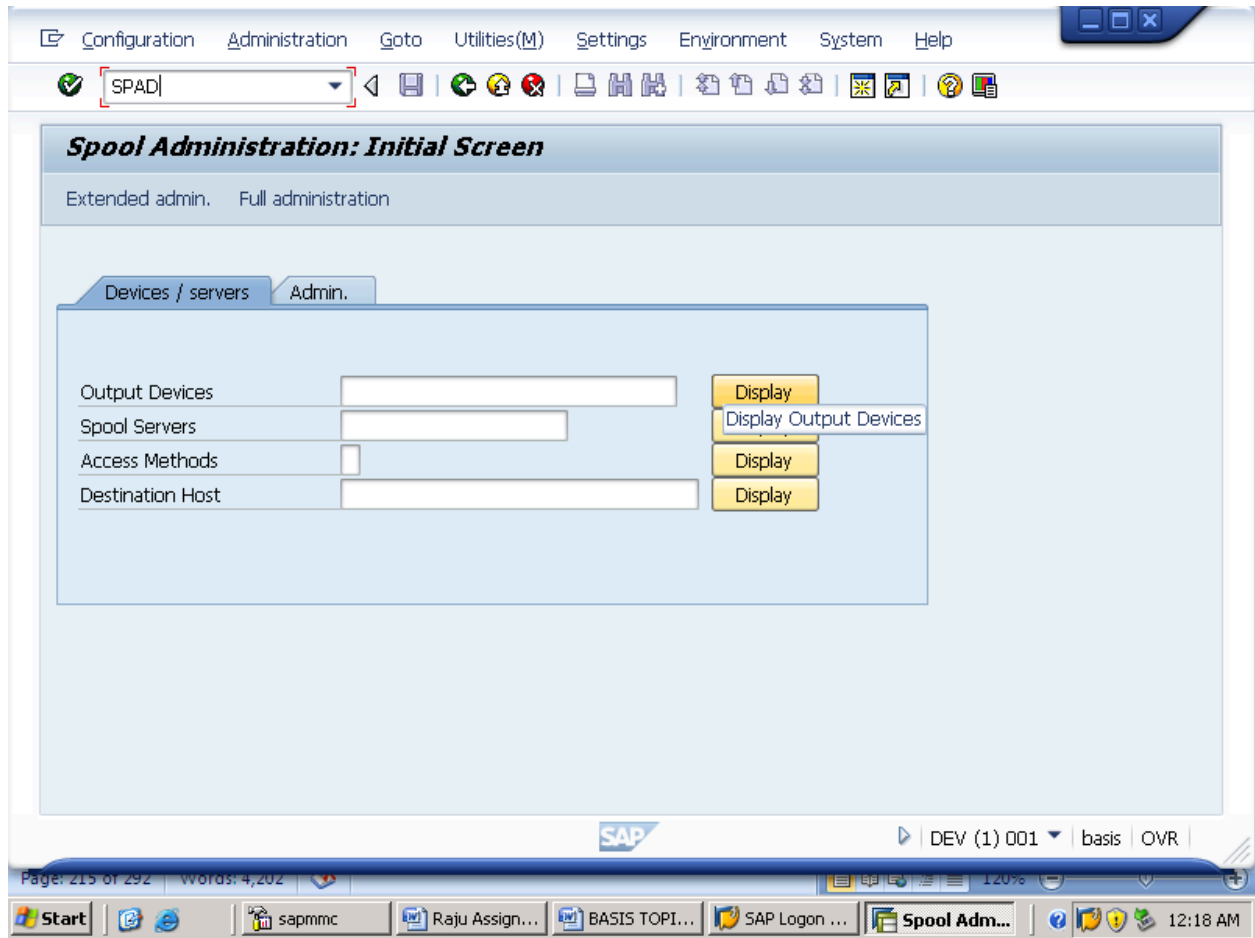 Configuration Administration Goto Utilities(M) Settings Environment System Help
SPAD
Spool Administration: Initial Screen
Extended admin. Full administration
Devices / servers Admin.
Output Devices Display
Display Output Devices
Spool Servers
Access Methods Display
Destination Host Display
SAP
DEV (1) 001 basis OVR
Page: 215 of 292 Words: 4,202 120%
Start sapmmc Raju Assign... BASIS TOPI... SAP Logon ... Spool Adm... 12:18 AM